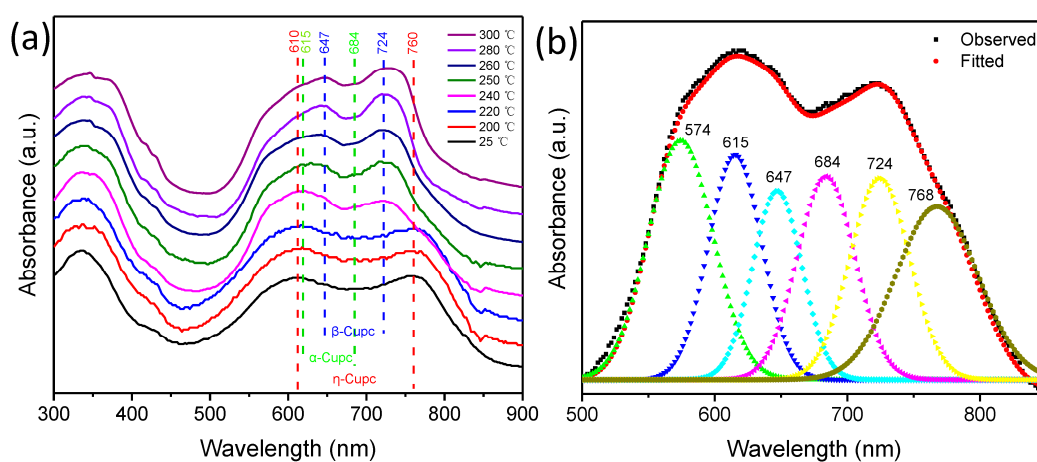 (a)
610
615
647
684
724
760
300 ℃
280 ℃
260 ℃
250 ℃
240 ℃
220 ℃
200 ℃
25 ℃
β-Cupc
α-Cupc
η-Cupc
Absorbance (a.u.)
300 400 500 600 700 800 900
Wavelength (nm)
(b)
Observed
Fitted
574
615
647
684
724
768
Absorbance (a.u.)
500 600 700 800
Wavelength (nm)